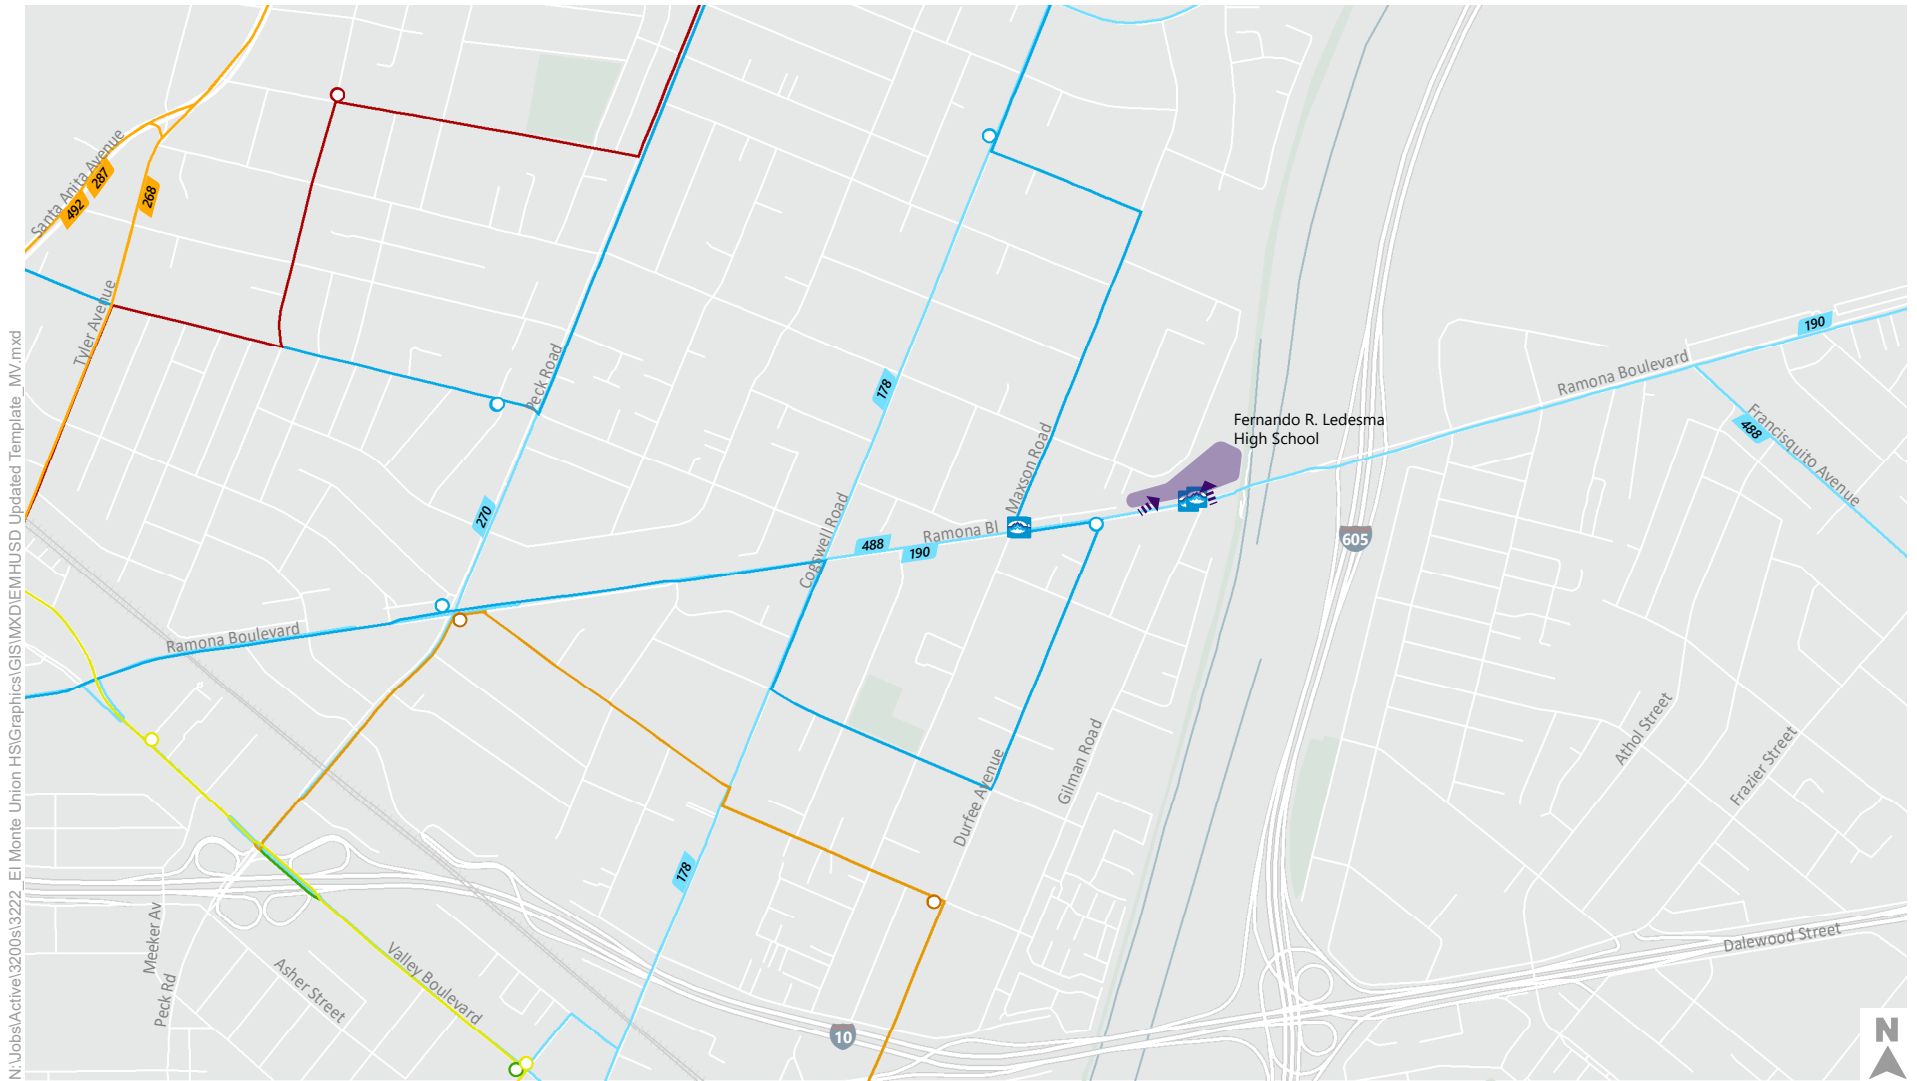 Santa Anita Avenue
287
492
268
Tyler Avenue
Peck Road
270
178
Cogswell Road
Maxson Road
Fernando R. Ledesma
High School
Ramona Bl
488
190
Ramona Boulevard
190
Ramona Boulevard
488
Francisquito Avenue
605
178
Durfee Avenue
Gilman Road
Athol Street
Frazier Street
Dalewood Street
Meeker Av
Peck Rd
Asher Street
Valley Boulevard
10
N
N:\Jobs\Active\3200s\3222_El Monte Union HS\Graphics\GIS\MXD\EMHUSD Updated Template_MV.mxd